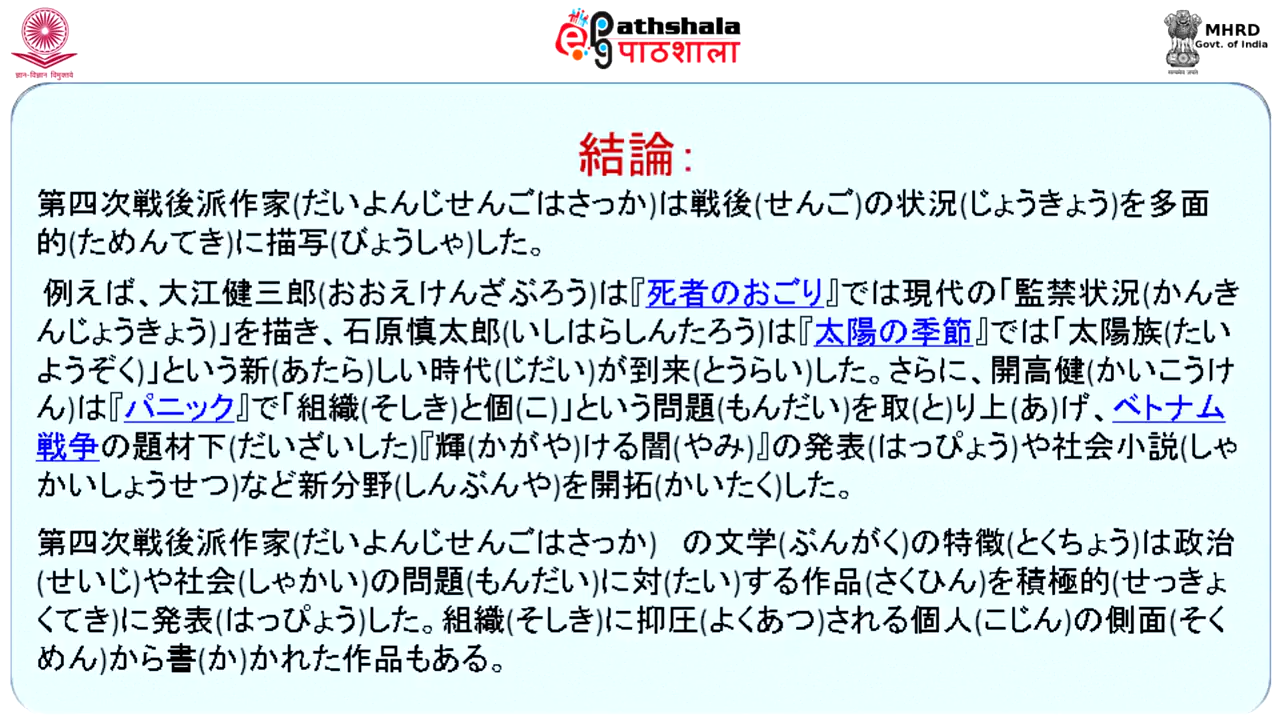 ज्ञान-विज्ञान विमुक्तये
ePG Pathshala
पाठशाला
MHRD
Govt. of India
सत्यमेव जयते
結論：
第四次戦後派作家(だいよんじせんごはさっか)は戦後(せんご)の状況(じょうきょう)を多面
的(ためんてき)に描写(びょうしゃ)した。
例えば、大江健三郎(おおえけんざぶろう)は『死者のおごり』では現代の「監禁状況(かんき
んじょうきょう)」を描き、石原慎太郎(いしはらしんたろう)は『太陽の季節』では「太陽族(たい
ようぞく)」という新(あたら)しい時代(じだい)が到来(とうらい)した。さらに、開高健(かいこうけ
ん)は『パニック』で「組織(そしき)と個(こ)」という問題(もんだい)を取(と)り上(あ)げ、ベトナム
戦争の題材下(だいざいした)『輝(かがや)ける闇(やみ)』の発表(はっぴょう)や社会小説(しゃ
かいしょうせつ)など新分野(しんぶんや)を開拓(かいたく)した。
第四次戦後派作家(だいよんじせんごはさっか)　の文学(ぶんがく)の特徴(とくちょう)は政治
(せいじ)や社会(しゃかい)の問題(もんだい)に対(たい)する作品(さくひん)を積極的(せっきょ
くてき)に発表(はっぴょう)した。組織(そしき)に抑圧(よくあつ)される個人(こじん)の側面(そく
めん)から書(か)かれた作品もある。